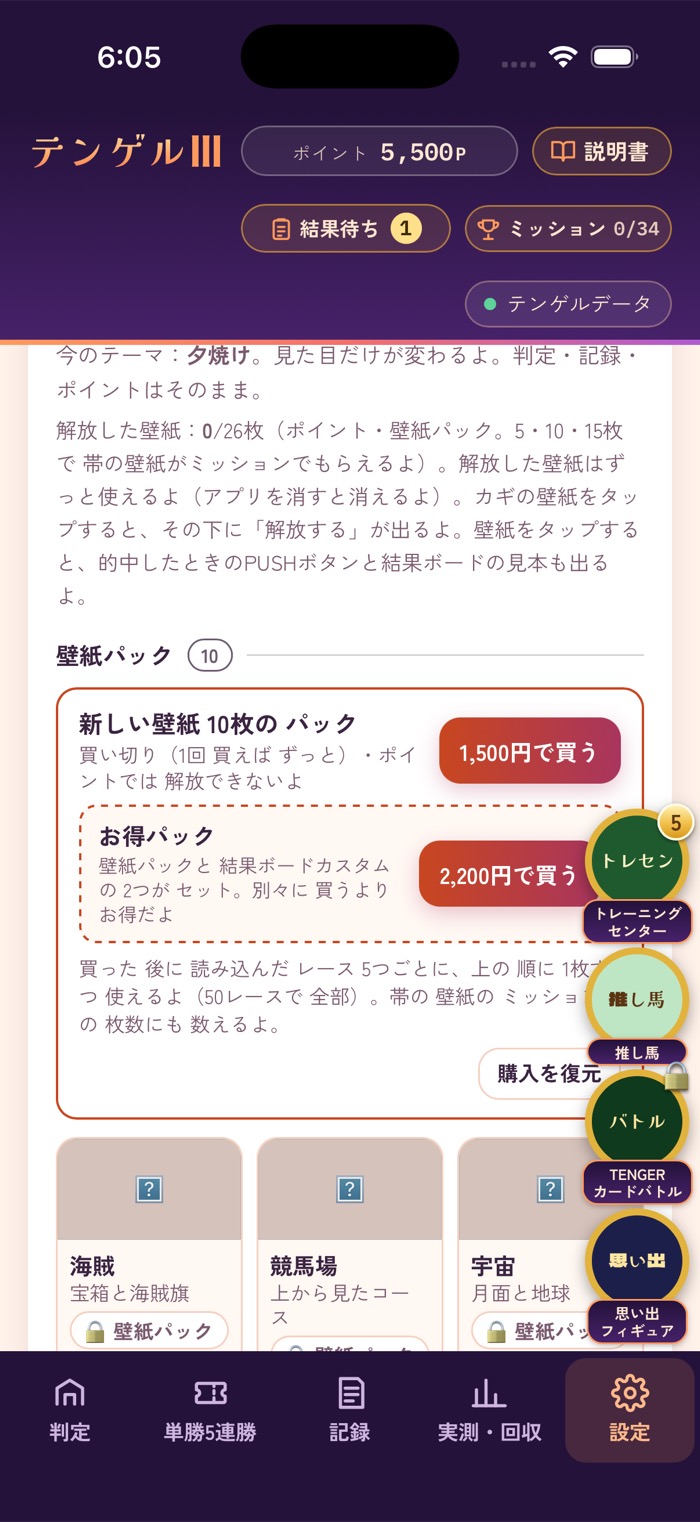 6:05
テンゲルIII
ポイント 5,500P
説明書
結果待ち 1
ミッション 0/34
テンゲルデータ
今のテーマ：夕焼け。見た目だけが変わるよ。判定・記録・
ポイントはそのまま。
解放した壁紙：0/26枚（ポイント・壁紙パック。5・10・15枚
で 帯の壁紙がミッションでもらえるよ）。解放した壁紙はず
っと使えるよ（アプリを消すと消えるよ）。カギの壁紙をタッ
プすると、その下に「解放する」が出るよ。壁紙をタップする
と、的中したときのPUSHボタンと結果ボードの見本も出る
よ。
壁紙パック 10
新しい壁紙 10枚の パック
買い切り（1回 買えば ずっと）・ポイ
ントでは 解放できないよ
1,500円で買う
お得パック
壁紙パックと 結果ボードカスタム
の 2つが セット。別々に 買うより
お得だよ
2,200円で買う
買った 後に 読み込んだ レース 5つごとに、上の 順に 1枚
つ 使えるよ（50レースで 全部）。帯の 壁紙の ミッショ
の 枚数にも 数えるよ。
購入を復元
5
トレセン
トレーニング
センター
推し馬
推し馬
バトル
TENGER
カードバトル
思い出
思い出
フィギュア
海賊
宝箱と海賊旗
壁紙パック
競馬場
上から見たコー
ス
宇宙
月面と地球
壁紙パッ
判定
単勝5連勝
記録
実測・回収
設定